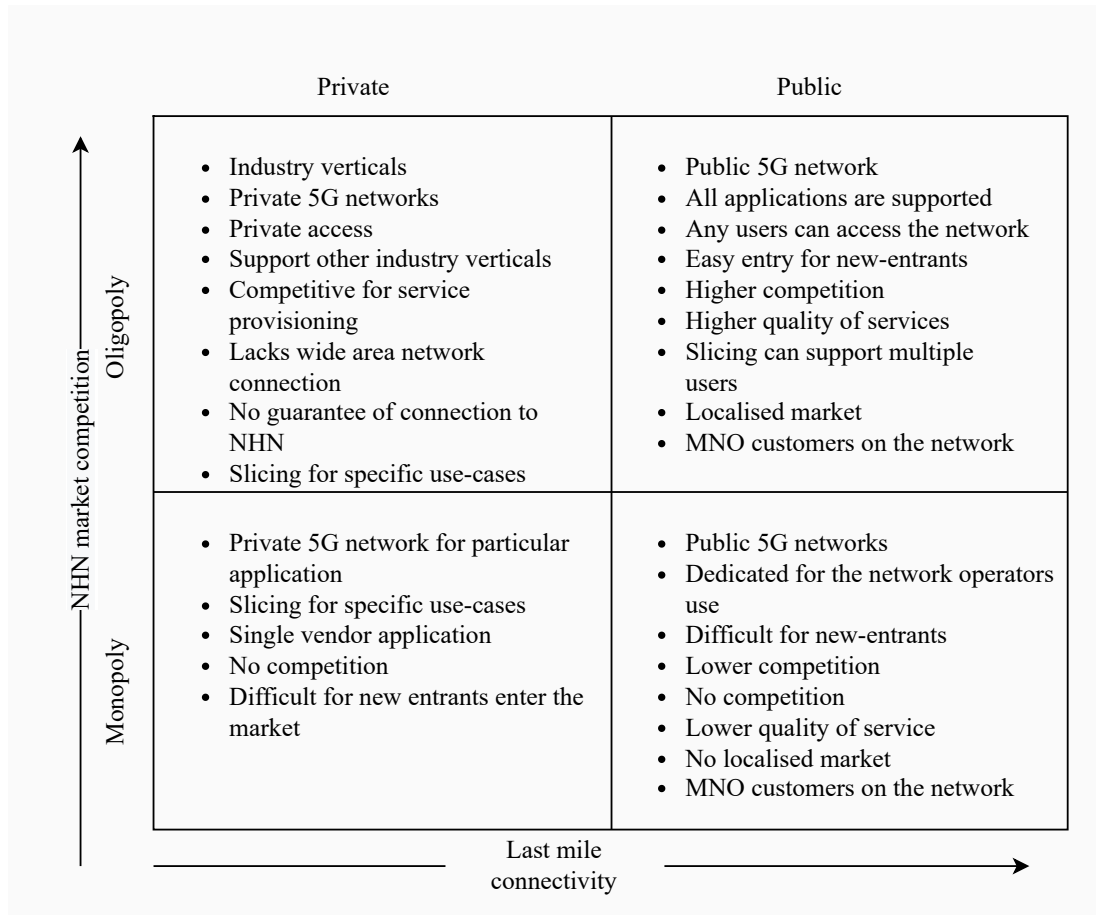 Private
Public
NHN market competition
Oligopoly
• Industry verticals
• Private 5G networks
• Private access
• Support other industry verticals
• Competitive for service
provisioning
• Lacks wide area network
connection
• No guarantee of connection to
NHN
• Slicing for specific use-cases
• Public 5G network
• All applications are supported
• Any users can access the network
• Easy entry for new-entrants
• Higher competition
• Higher quality of services
• Slicing can support multiple
users
• Localised market
• MNO customers on the network
Monopoly
• Private 5G network for particular
application
• Slicing for specific use-cases
• Single vendor application
• No competition
• Difficult for new entrants enter the
market
• Public 5G networks
• Dedicated for the network operators
use
• Difficult for new-entrants
• Lower competition
• No competition
• Lower quality of service
• No localised market
• MNO customers on the network
Last mile
connectivity